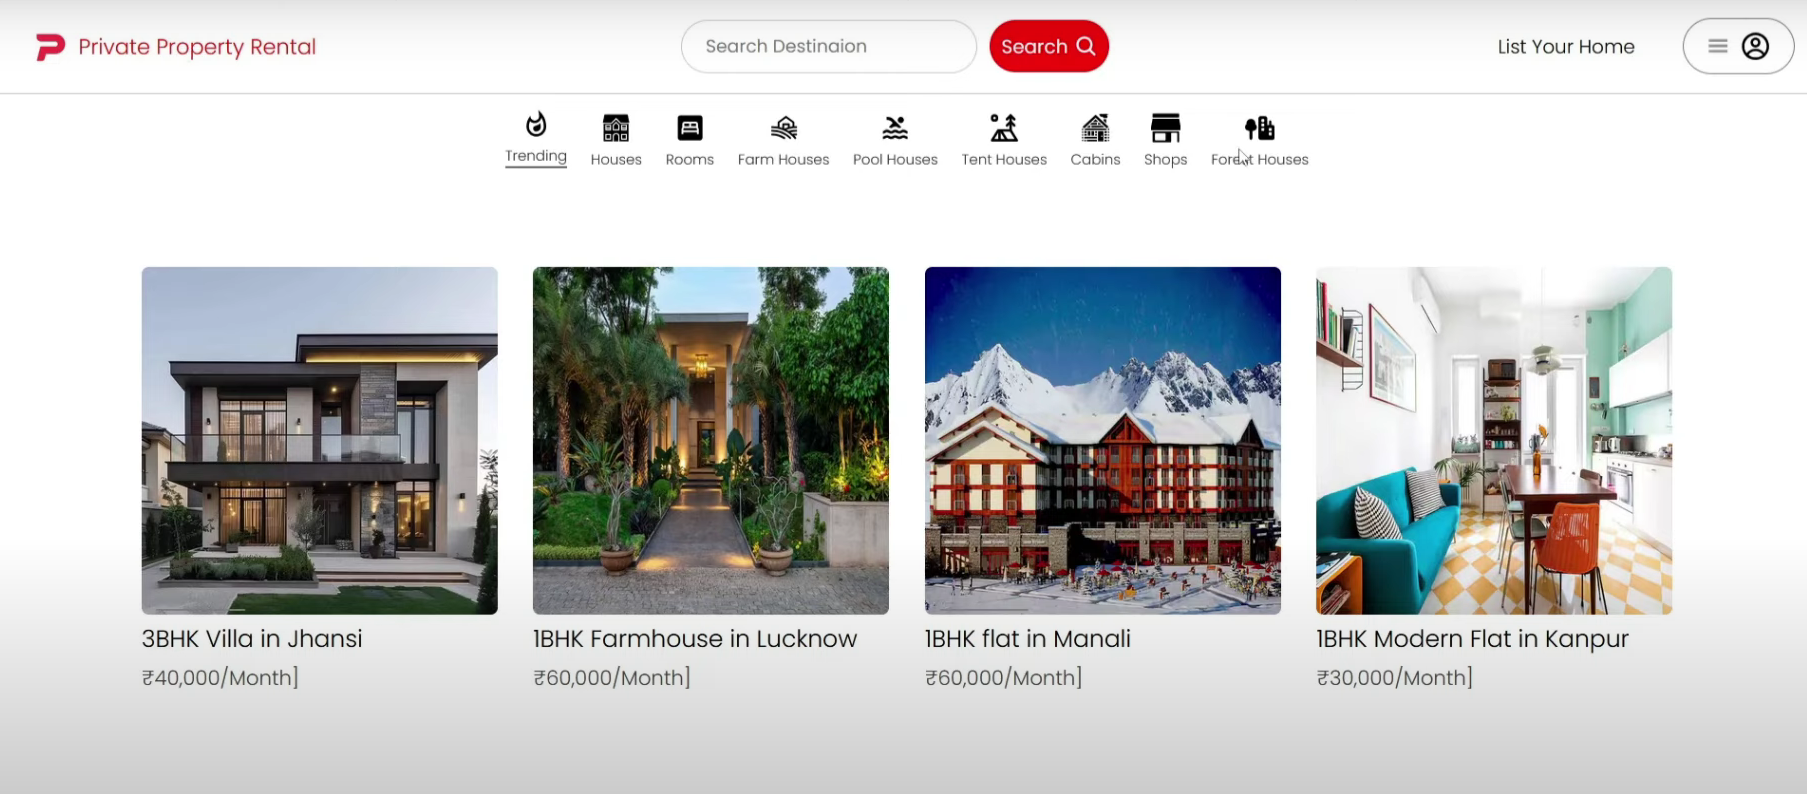 Private Property Rental
Search Destinaion
Search
List Your Home
Trending
Houses
Rooms
Farm Houses
Pool Houses
Tent Houses
Cabins
Shops
Forest Houses
3BHK Villa in Jhansi
1BHK Farmhouse in Lucknow
1BHK flat in Manali
1BHK Modern Flat in Kanpur
₹40,000/Month]
₹60,000/Month]
₹60,000/Month]
₹30,000/Month]